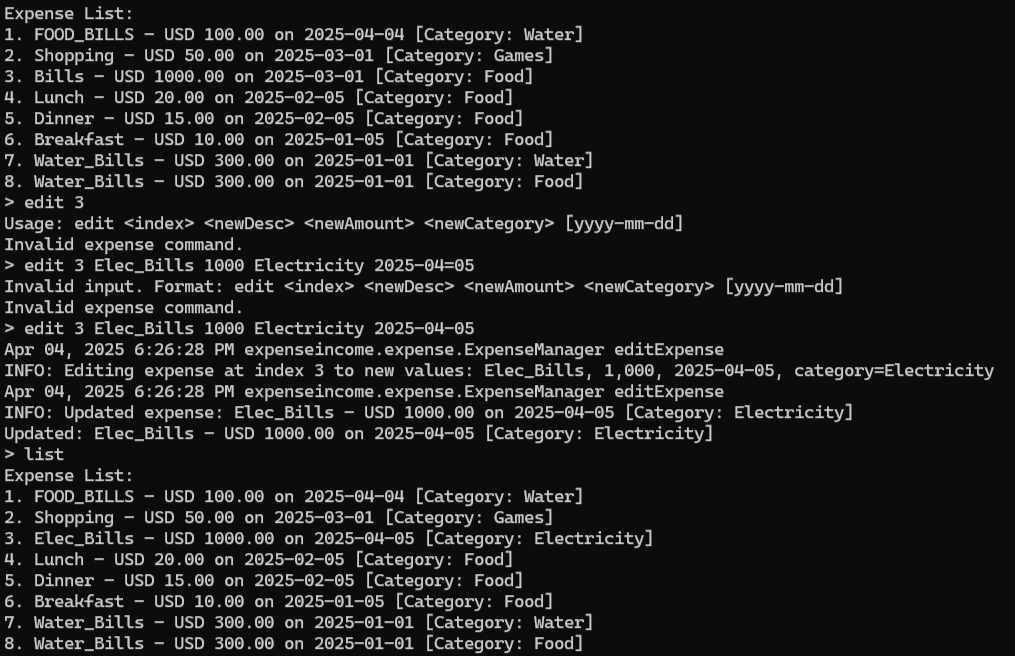 Expense List:
1. FOOD_BILLS - USD 100.00 on 2025-04-04 [Category: Water]
2. Shopping - USD 50.00 on 2025-03-01 [Category: Games]
3. Bills - USD 1000.00 on 2025-03-01 [Category: Food]
4. Lunch - USD 20.00 on 2025-02-05 [Category: Food]
5. Dinner - USD 15.00 on 2025-02-05 [Category: Food]
6. Breakfast - USD 10.00 on 2025-01-05 [Category: Food]
7. Water_Bills - USD 300.00 on 2025-01-01 [Category: Water]
8. Water_Bills - USD 300.00 on 2025-01-01 [Category: Food]
> edit 3
Usage: edit <index> <newDesc> <newAmount> <newCategory> [yyyy-mm-dd]
Invalid expense command.
> edit 3 Elec_Bills 1000 Electricity 2025-04=05
Invalid input. Format: edit <index> <newDesc> <newAmount> <newCategory> [yyyy-mm-dd]
Invalid expense command.
> edit 3 Elec_Bills 1000 Electricity 2025-04-05
Apr 04, 2025 6:26:28 PM expenseincome.expense.ExpenseManager editExpense
INFO: Editing expense at index 3 to new values: Elec_Bills, 1,000, 2025-04-05, category=Electricity
Apr 04, 2025 6:26:28 PM expenseincome.expense.ExpenseManager editExpense
INFO: Updated expense: Elec_Bills - USD 1000.00 on 2025-04-05 [Category: Electricity]
Updated: Elec_Bills - USD 1000.00 on 2025-04-05 [Category: Electricity]
> list
Expense List:
1. FOOD_BILLS - USD 100.00 on 2025-04-04 [Category: Water]
2. Shopping - USD 50.00 on 2025-03-01 [Category: Games]
3. Elec_Bills - USD 1000.00 on 2025-04-05 [Category: Electricity]
4. Lunch - USD 20.00 on 2025-02-05 [Category: Food]
5. Dinner - USD 15.00 on 2025-02-05 [Category: Food]
6. Breakfast - USD 10.00 on 2025-01-05 [Category: Food]
7. Water_Bills - USD 300.00 on 2025-01-01 [Category: Water]
8. Water_Bills - USD 300.00 on 2025-01-01 [Category: Food]